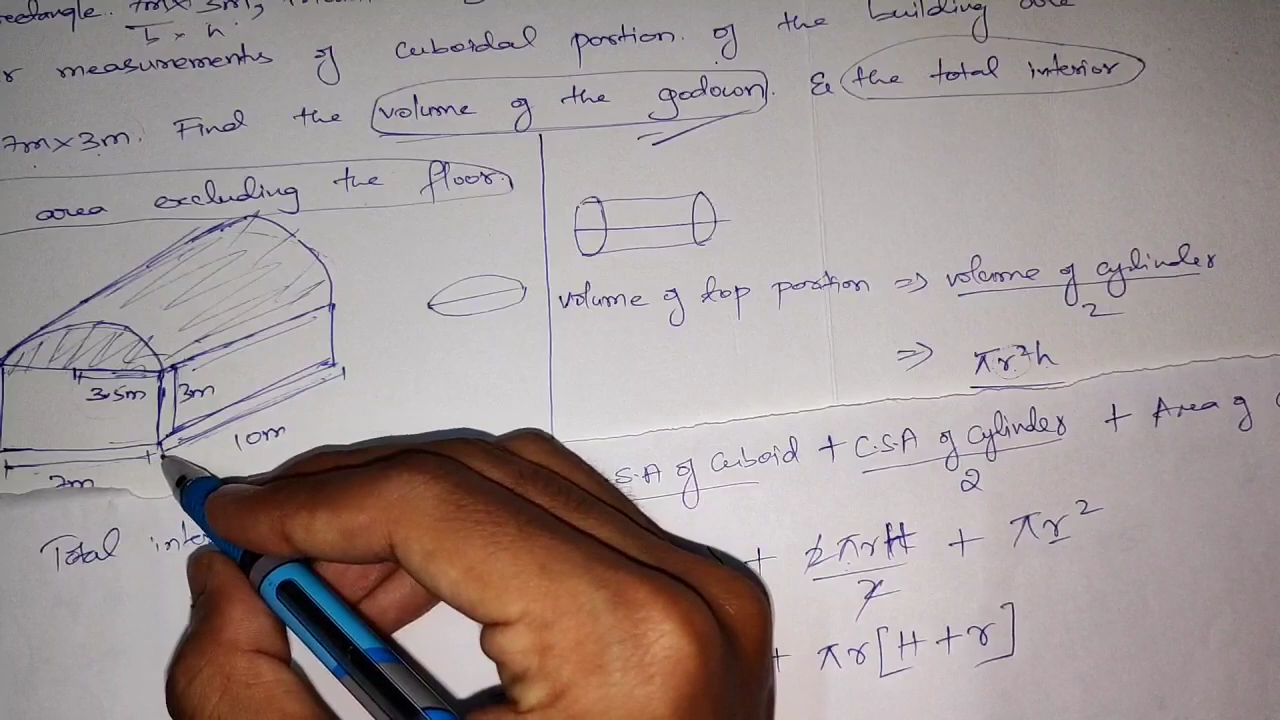 rectangle. 7m × 3m,
b × h
r measurements of cuboidal portion of the building are
7m × 3m. Find the volume of the godown. & the total interior
area excluding the floor.
volume of top portion ⇒ volume of cylinder
2
⇒ πr²h
3.5m
3m
10m
7m
S.A of cuboid + C.S.A of cylinder + Area of
2
Total
+ 2πrH + πr²
2
+ πr[H + r]